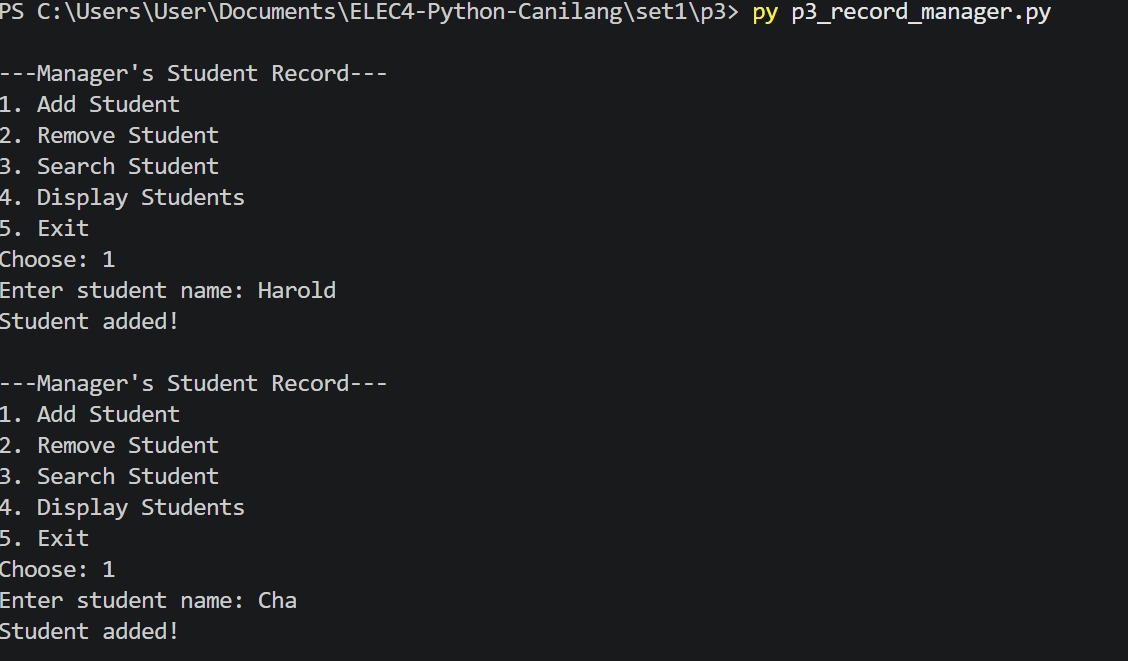 PS C:\Users\User\Documents\ELEC4-Python-Canilang\set1\p3> py p3_record_manager.py
---Manager's Student Record---
1. Add Student
2. Remove Student
3. Search Student
4. Display Students
5. Exit
Choose: 1
Enter student name: Harold
Student added!
---Manager's Student Record---
1. Add Student
2. Remove Student
3. Search Student
4. Display Students
5. Exit
Choose: 1
Enter student name: Cha
Student added!